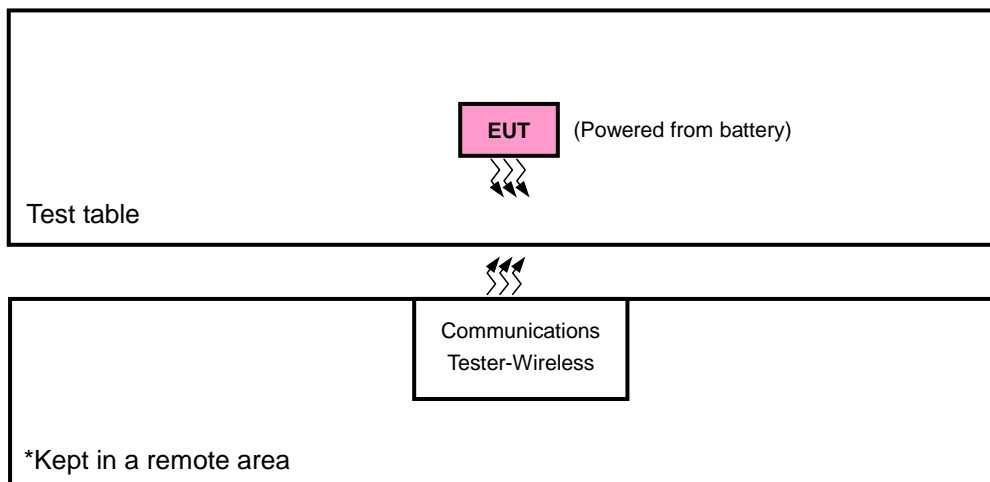 EUT (Powered from battery)
Test table
Communications
Tester-Wireless
*Kept in a remote area